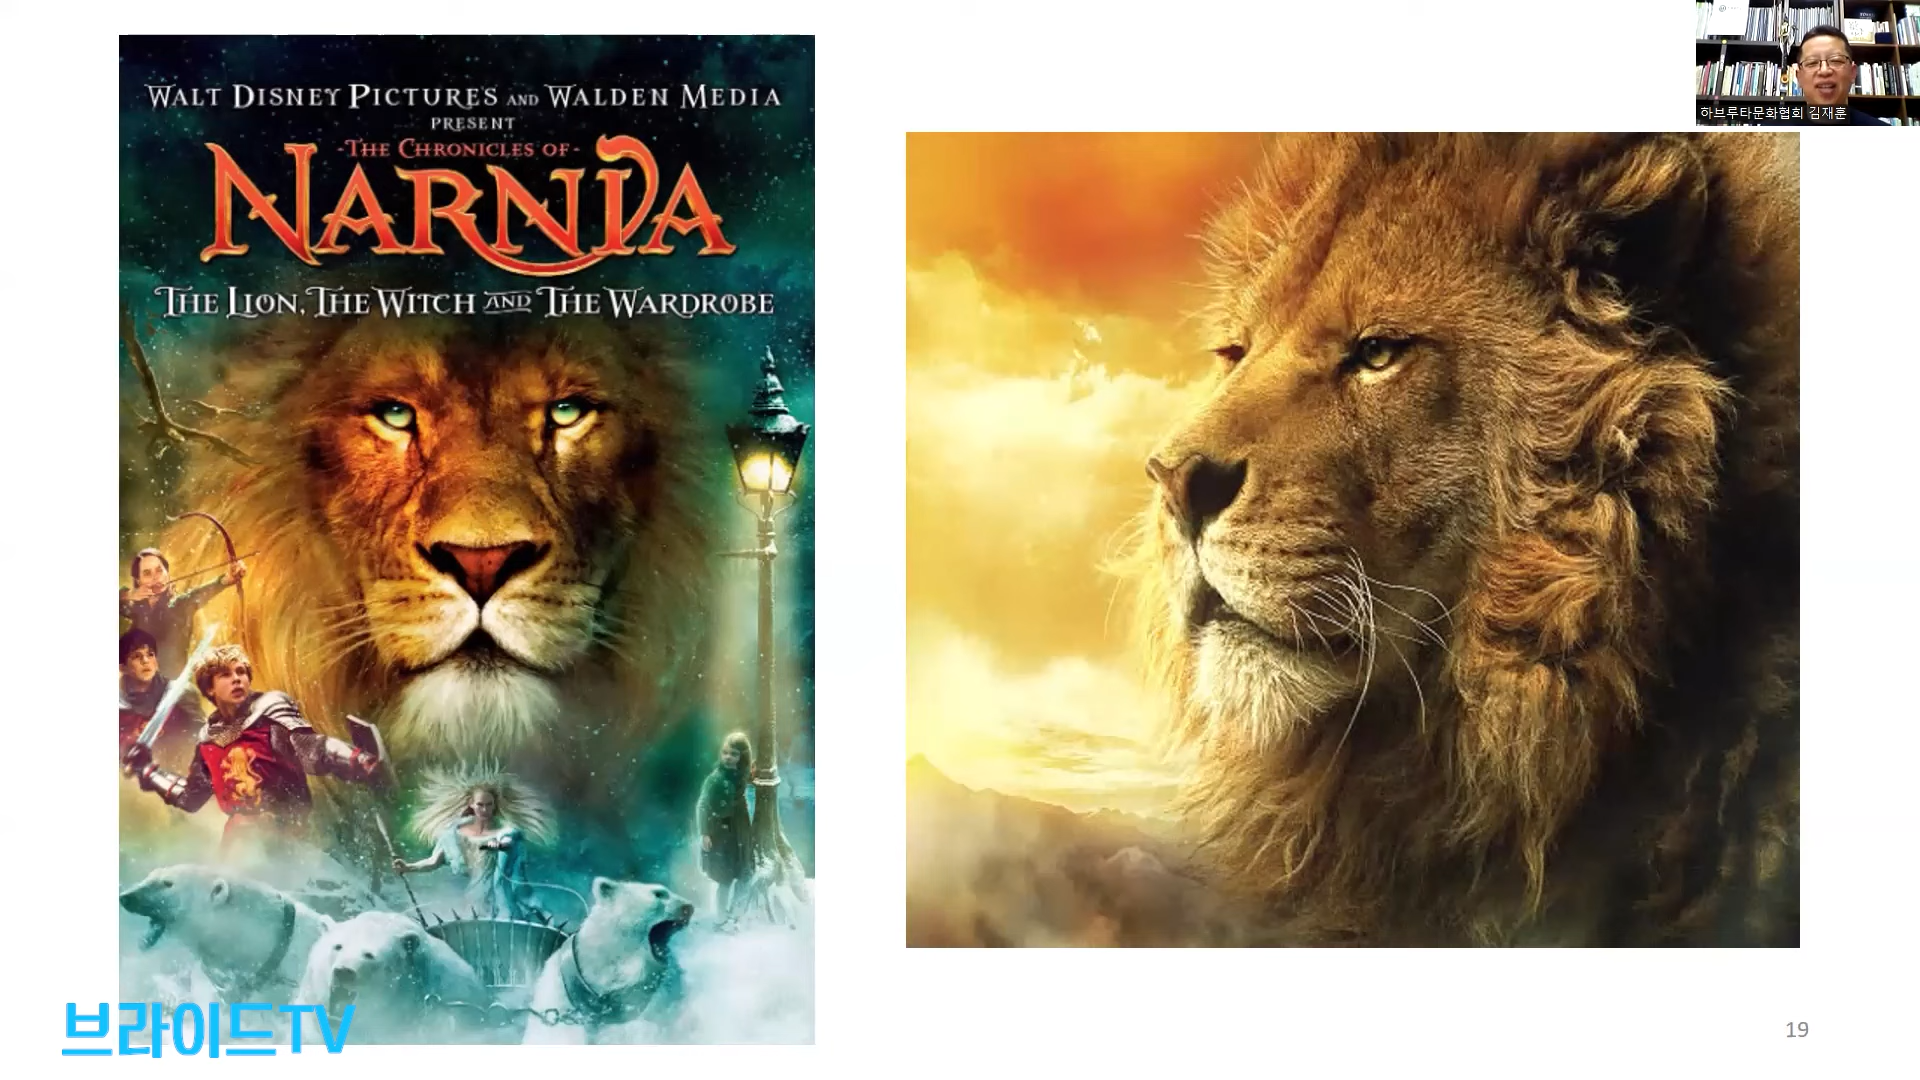 WALT DISNEY PICTURES AND WALDEN MEDIA
PRESENT
-THE CHRONICLES OF-
NARNIA
THE LION, THE WITCH AND THE WARDROBE
하브루타문화협회 김재훈
브라이드TV
19